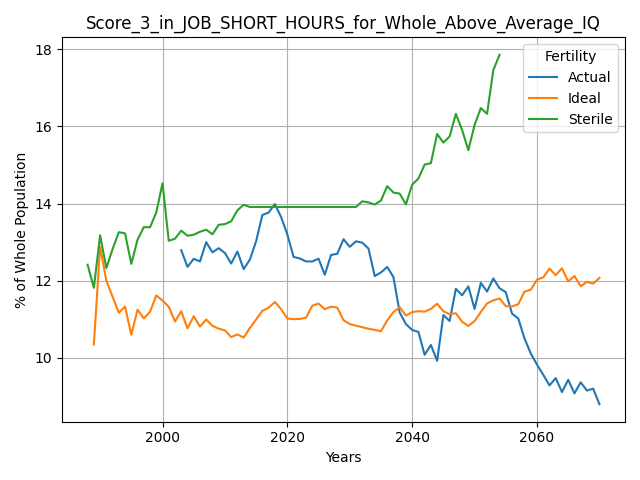 Score_3_in_JOB_SHORT_HOURS_for_Whole_Above_Average_IQ
% of Whole Population
18
16
14
12
10
Fertility
Actual
Ideal
Sterile
2000
2020
2040
2060
Years